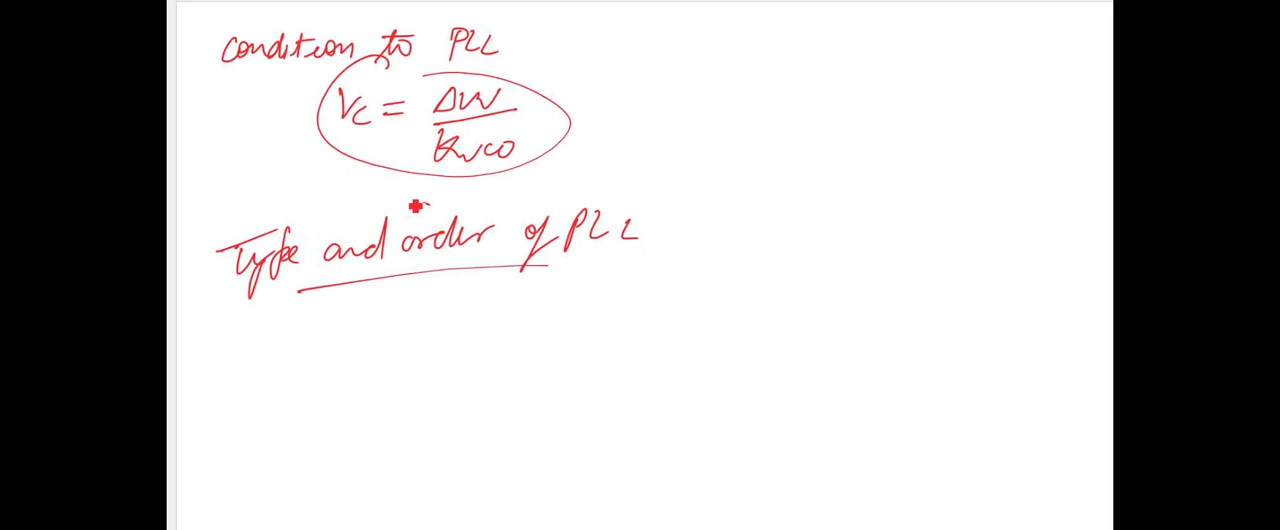 condition to PLL
Vc = Δw / Kvco
Type and order of PLL